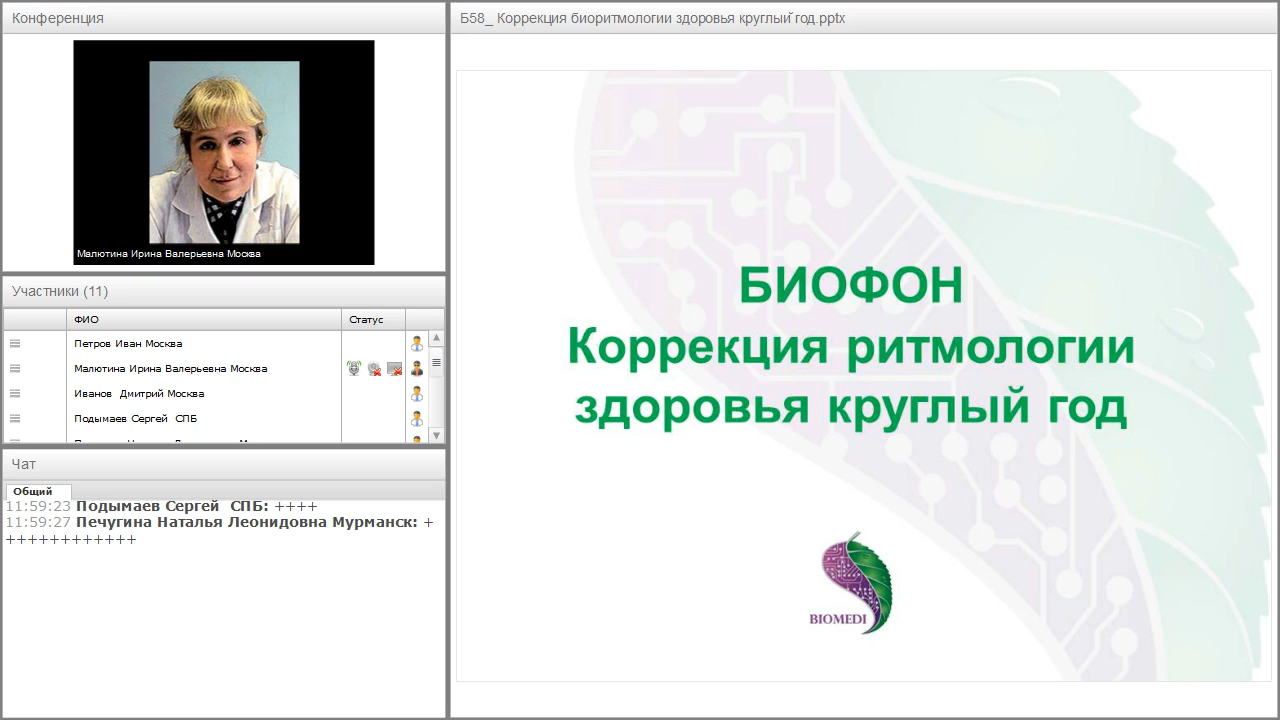 Конференция
Малютина Ирина Валерьевна Москва
Участники (11)
ФИО Статус
Петров Иван Москва
Малютина Ирина Валерьевна Москва
Иванов Дмитрий Москва
Подымаев Сергей СПБ
Чат
Общий
11:59:23 Подымаев Сергей СПБ: ++++
11:59:27 Печугина Наталья Леонидовна Мурманск: +
++++++++++++
Б58_ Коррекция биоритмологии здоровья круглый год.pptx
БИОФОН
Коррекция ритмологии
здоровья круглый год
BIOMEDI